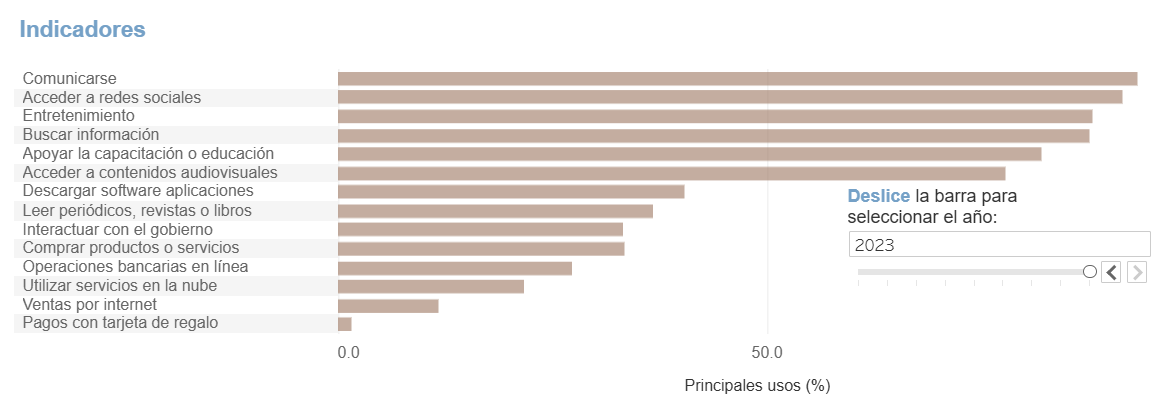 Indicadores
Comunicarse
Acceder a redes sociales
Entretenimiento
Buscar información
Apoyar la capacitación o educación
Acceder a contenidos audiovisuales
Descargar software aplicaciones
Leer periódicos, revistas o libros
Interactuar con el gobierno
Comprar productos o servicios
Operaciones bancarias en línea
Utilizar servicios en la nube
Ventas por internet
Pagos con tarjeta de regalo
Deslice la barra para
seleccionar el año:
2023
0.0
50.0
Principales usos (%)